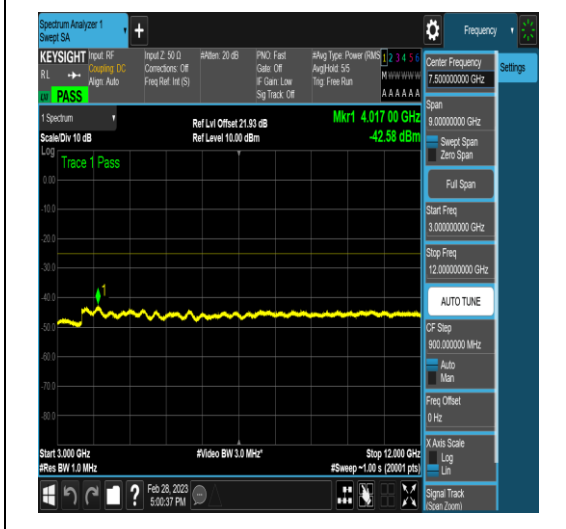 Spectrum Analyzer 1
Swept SA
Frequency
KEYSIGHT
RL
Input: RF
Coupling: DC
Align: Auto
Input Z: 50 Ω
Corrections: Off
Freq Ref: Int (S)
#Atten: 20 dB
PNO: Fast
Gate: Off
IF Gain: Low
Sig Track: Off
#Avg Type: Power (RMS
Avg|Hold: 5/5
Trig: Free Run
1 2 3 4 5 6
M W W W W W
A A A A A A
PASS
1 Spectrum
Scale/Div 10 dB
Ref Lvl Offset 21.93 dB
Ref Level 10.00 dBm
Mkr1 4.017 00 GHz
-42.58 dBm
Log
Trace 1 Pass
0.00
-10.0
-20.0
-30.0
-40.0
-50.0
-60.0
-70.0
-80.0
1
Start 3.000 GHz
#Res BW 1.0 MHz
#Video BW 3.0 MHz*
Stop 12.000 GHz
#Sweep ~1.00 s (20001 pts)
Feb 28, 2023
5:00:37 PM
?
Center Frequency
7.500000000 GHz
Settings
Span
9.00000000 GHz
Swept Span
Zero Span
Full Span
Start Freq
3.000000000 GHz
Stop Freq
12.000000000 GHz
AUTO TUNE
CF Step
900.000000 MHz
Auto
Man
Freq Offset
0 Hz
X Axis Scale
Log
Lin
Signal Track
(Span Zoom)